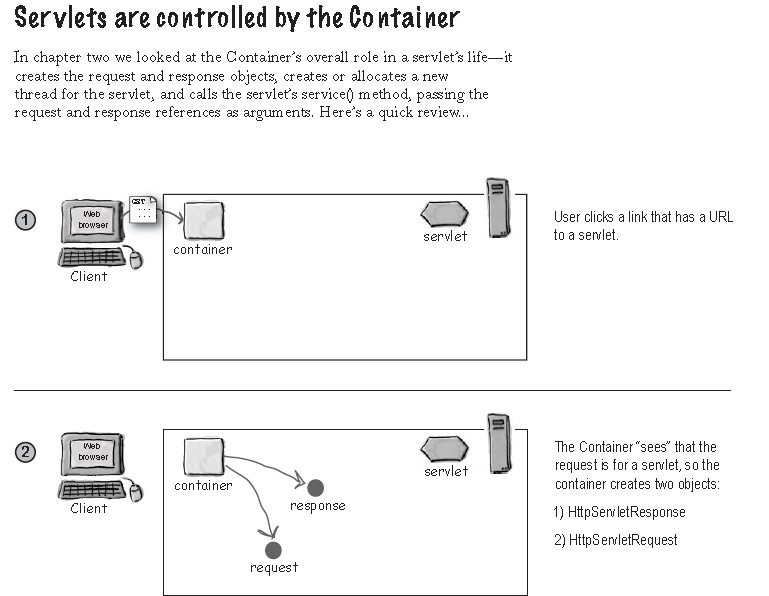 Servlets are controlled by the Container
In chapter two we looked at the Container's overall role in a servlet's life—it
creates the request and response objects, creates or allocates a new
thread for the servlet, and calls the servlet's service() method, passing the
request and response references as arguments. Here's a quick review...
1
Web
browser
GET
...
...
container
servlet
Client
User clicks a link that has a URL
to a servlet.
2
Web
browser
container
servlet
Client
response
request
The Container “sees” that the
request is for a servlet, so the
container creates two objects:
1) HttpServletResponse
2) HttpServletRequest